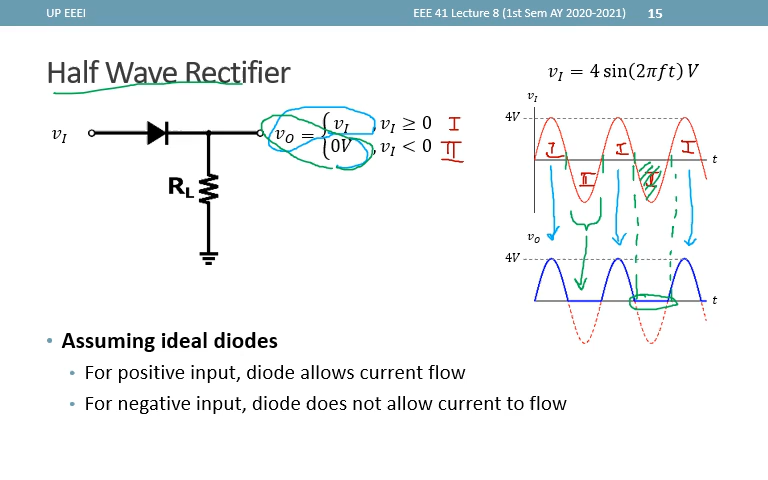 UP EEEI
EEE 41 Lecture 8 (1st Sem AY 2020-2021) 15
Half Wave Rectifier
v_I = 4 sin(2πft) V
v_I
v_O = { v_I , v_I ≥ 0 I
0V , v_I < 0 II
R_L
v_I
4V
I II I II I
t
v_O
4V
t
• Assuming ideal diodes
• For positive input, diode allows current flow
• For negative input, diode does not allow current to flow